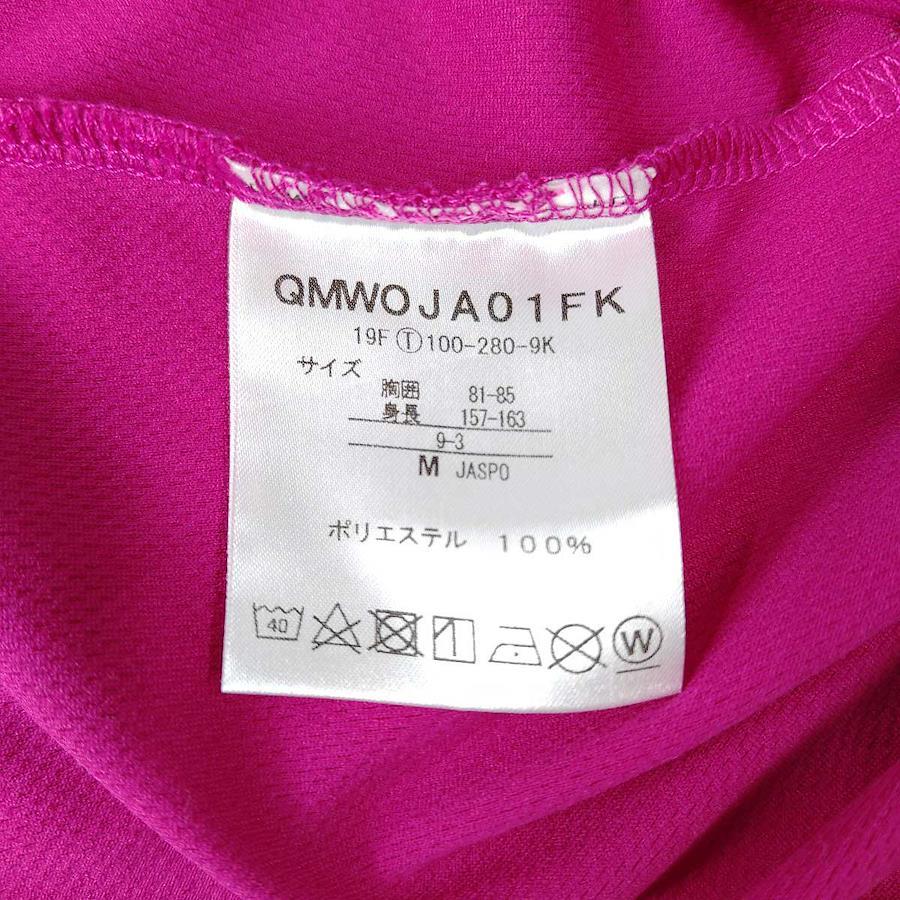 QMWOJA01FK
19F Ⓣ100-280-9K
サイズ
胸囲 81-85
身長 157-163
9-3
M JASPO
ポリエステル 100%
40
W